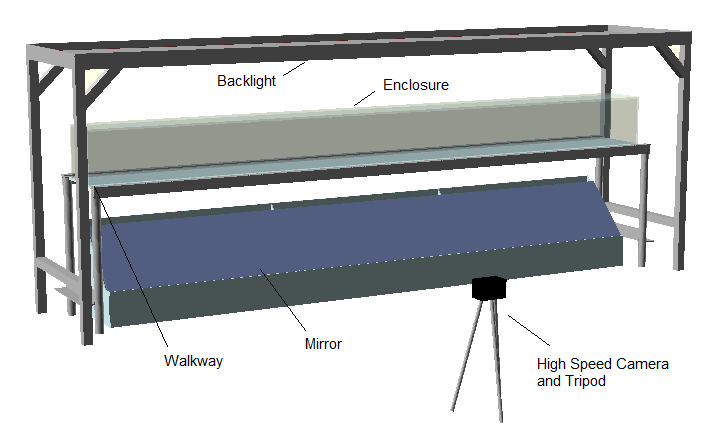 Backlight
Enclosure
Walkway
Mirror
High Speed Camera
and Tripod